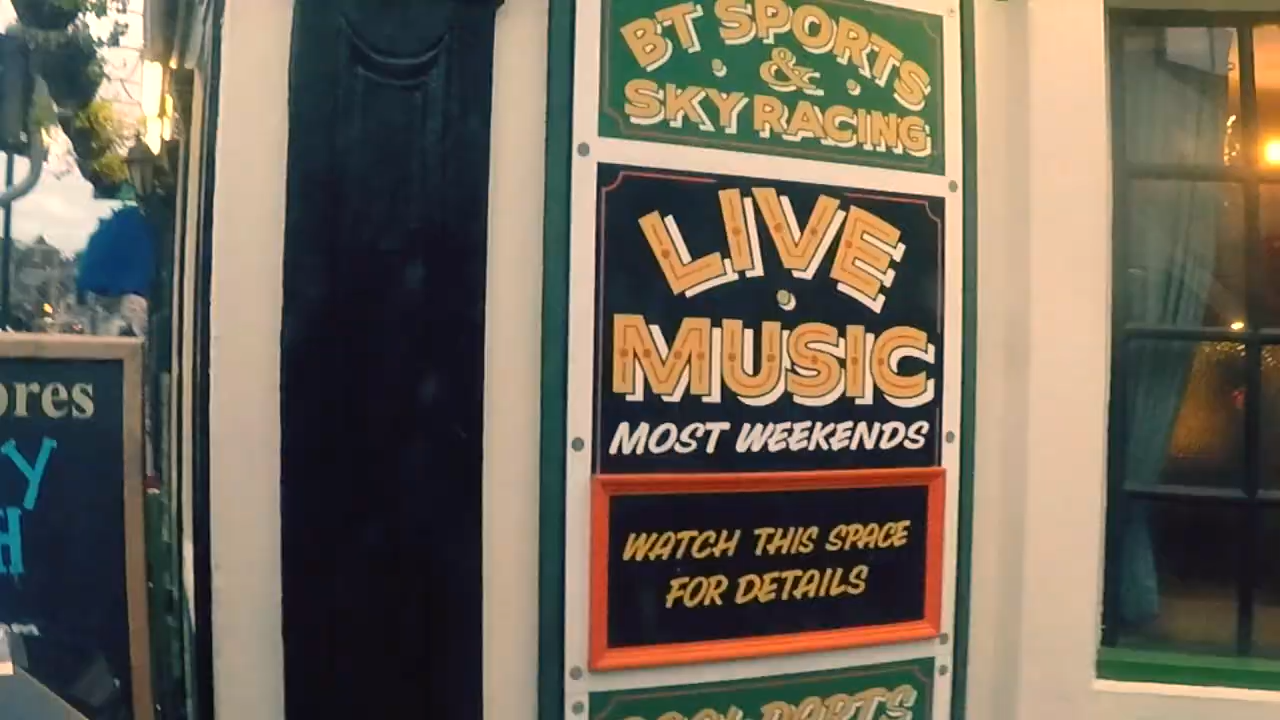 BT SPORTS
&
SKY RACING
LIVE
MUSIC
MOST WEEKENDS
WATCH THIS SPACE
FOR DETAILS